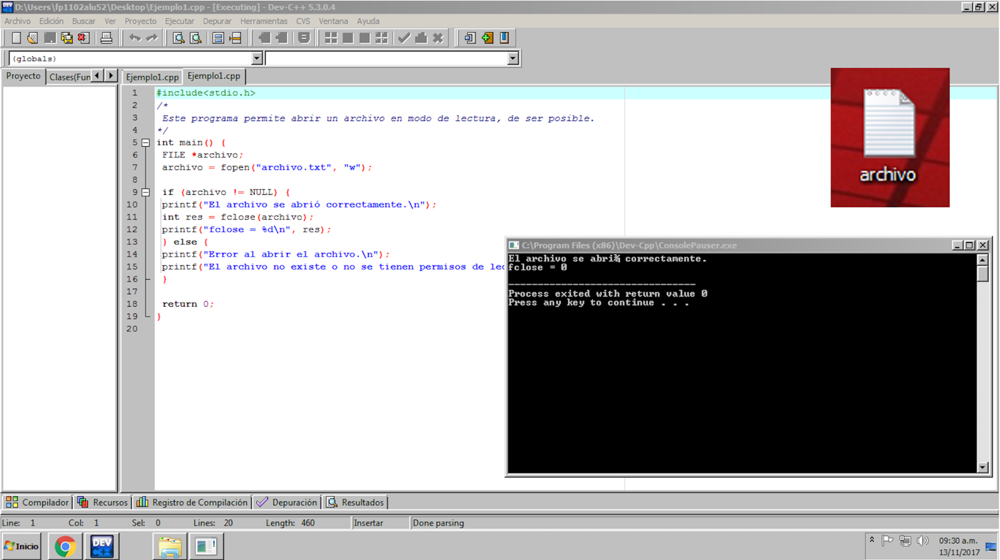 D:\Users\fp1102alu52\Desktop\Ejemplo1.cpp - [Executing] - Dev-C++ 5.3.0.4
Archivo Edición Buscar Ver Proyecto Ejecutar Depurar Herramientas CVS Ventana Ayuda
(globals)
Proyecto Clases(Fun Ejemplo1.cpp Ejemplo1.cpp
1 #include<stdio.h>
2 /*
3 Este programa permite abrir un archivo en modo de lectura, de ser posible.
4 */
5 int main() {
6 FILE *archivo;
7 archivo = fopen("archivo.txt", "w");
8
9 if (archivo != NULL) {
10 printf("El archivo se abrió correctamente.\n");
11 int res = fclose(archivo);
12 printf("fclose = %d\n", res);
13 } else {
14 printf("Error al abrir el archivo.\n");
15 printf("El archivo no existe o no se tienen permisos de lec
16 }
17
18 return 0;
19 }
20
archivo
C:\Program Files (x86)\Dev-Cpp\ConsolePauser.exe
El archivo se abri¾ correctamente.
fclose = 0
--------------------------------
Process exited with return value 0
Press any key to continue . . .
Compilador Recursos Registro de Compilación Depuración Resultados
Line: 1 Col: 1 Sel: 0 Lines: 20 Length: 460 Insertar Done parsing
Inicio DEV C++ 09:30 a.m.
13/11/2017